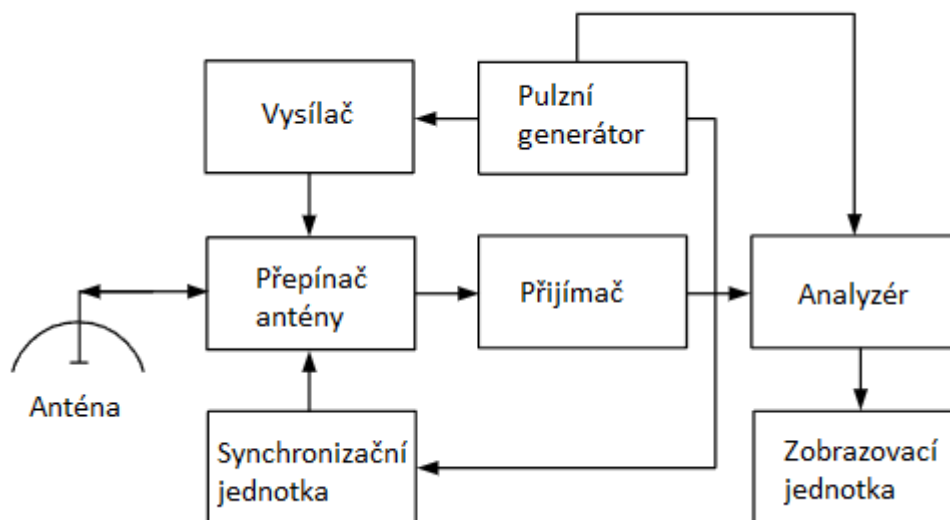 Vysílač
Pulzní
generátor
Přepínač
antény
Přijímač
Analyzér
Anténa
Synchronizační
jednotka
Zobrazovací
jednotka